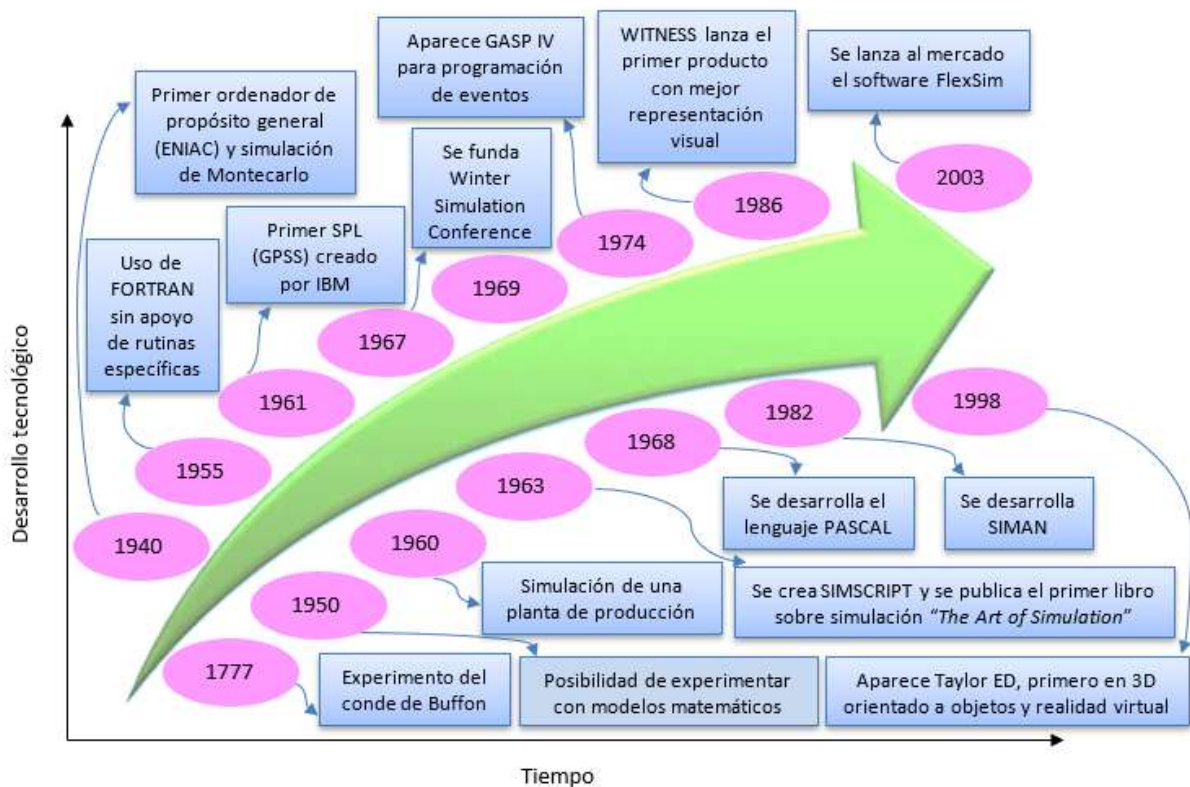 Desarrollo tecnológico
Primer ordenador de
propósito general
(ENIAC) y simulación
de Montecarlo
Aparece GASP IV
para programación
de eventos
WITNESS lanza el
primer producto
con mejor
representación
visual
Se lanza al mercado
el software FlexSim
Uso de
FORTRAN
sin apoyo
de rutinas
específicas
Primer SPL
(GPSS) creado
por IBM
Se funda
Winter
Simulation
Conference
2003
1986
1974
1969
1967
1961
1955
1940
1998
1982
1968
1963
1960
1950
1777
Se desarrolla el
lenguaje PASCAL
Se desarrolla
SIMAN
Simulación de una
planta de producción
Se crea SIMSCRIPT y se publica el primer libro
sobre simulación “The Art of Simulation”
Experimento del
conde de Buffon
Posibilidad de experimentar
con modelos matemáticos
Aparece Taylor ED, primero en 3D
orientado a objetos y realidad virtual
Tiempo